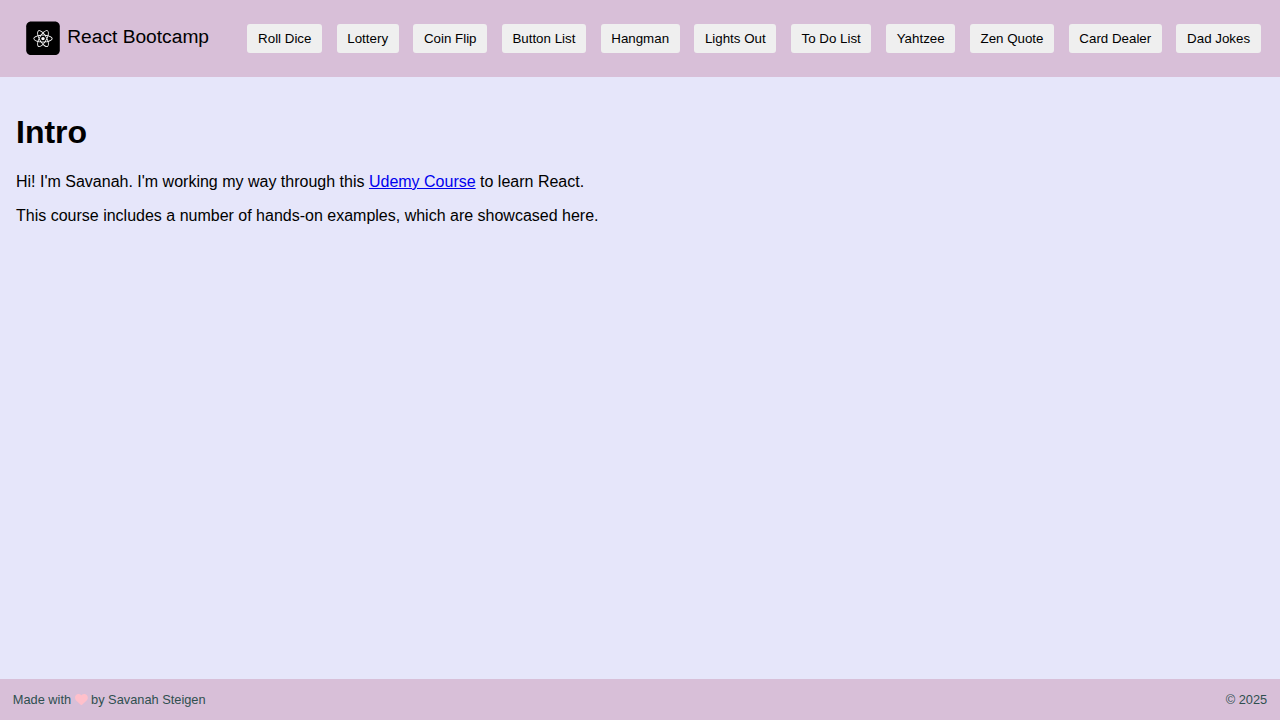 React Bootcamp Roll Dice Lottery Coin Flip Button List Hangman Lights Out To Do List Yahtzee Zen Quote Card Dealer Dad Jokes
Intro
Hi! I'm Savanah. I'm working my way through this Udemy Course to learn React.
This course includes a number of hands-on examples, which are showcased here.
Made with 🩷 by Savanah Steigen © 2025